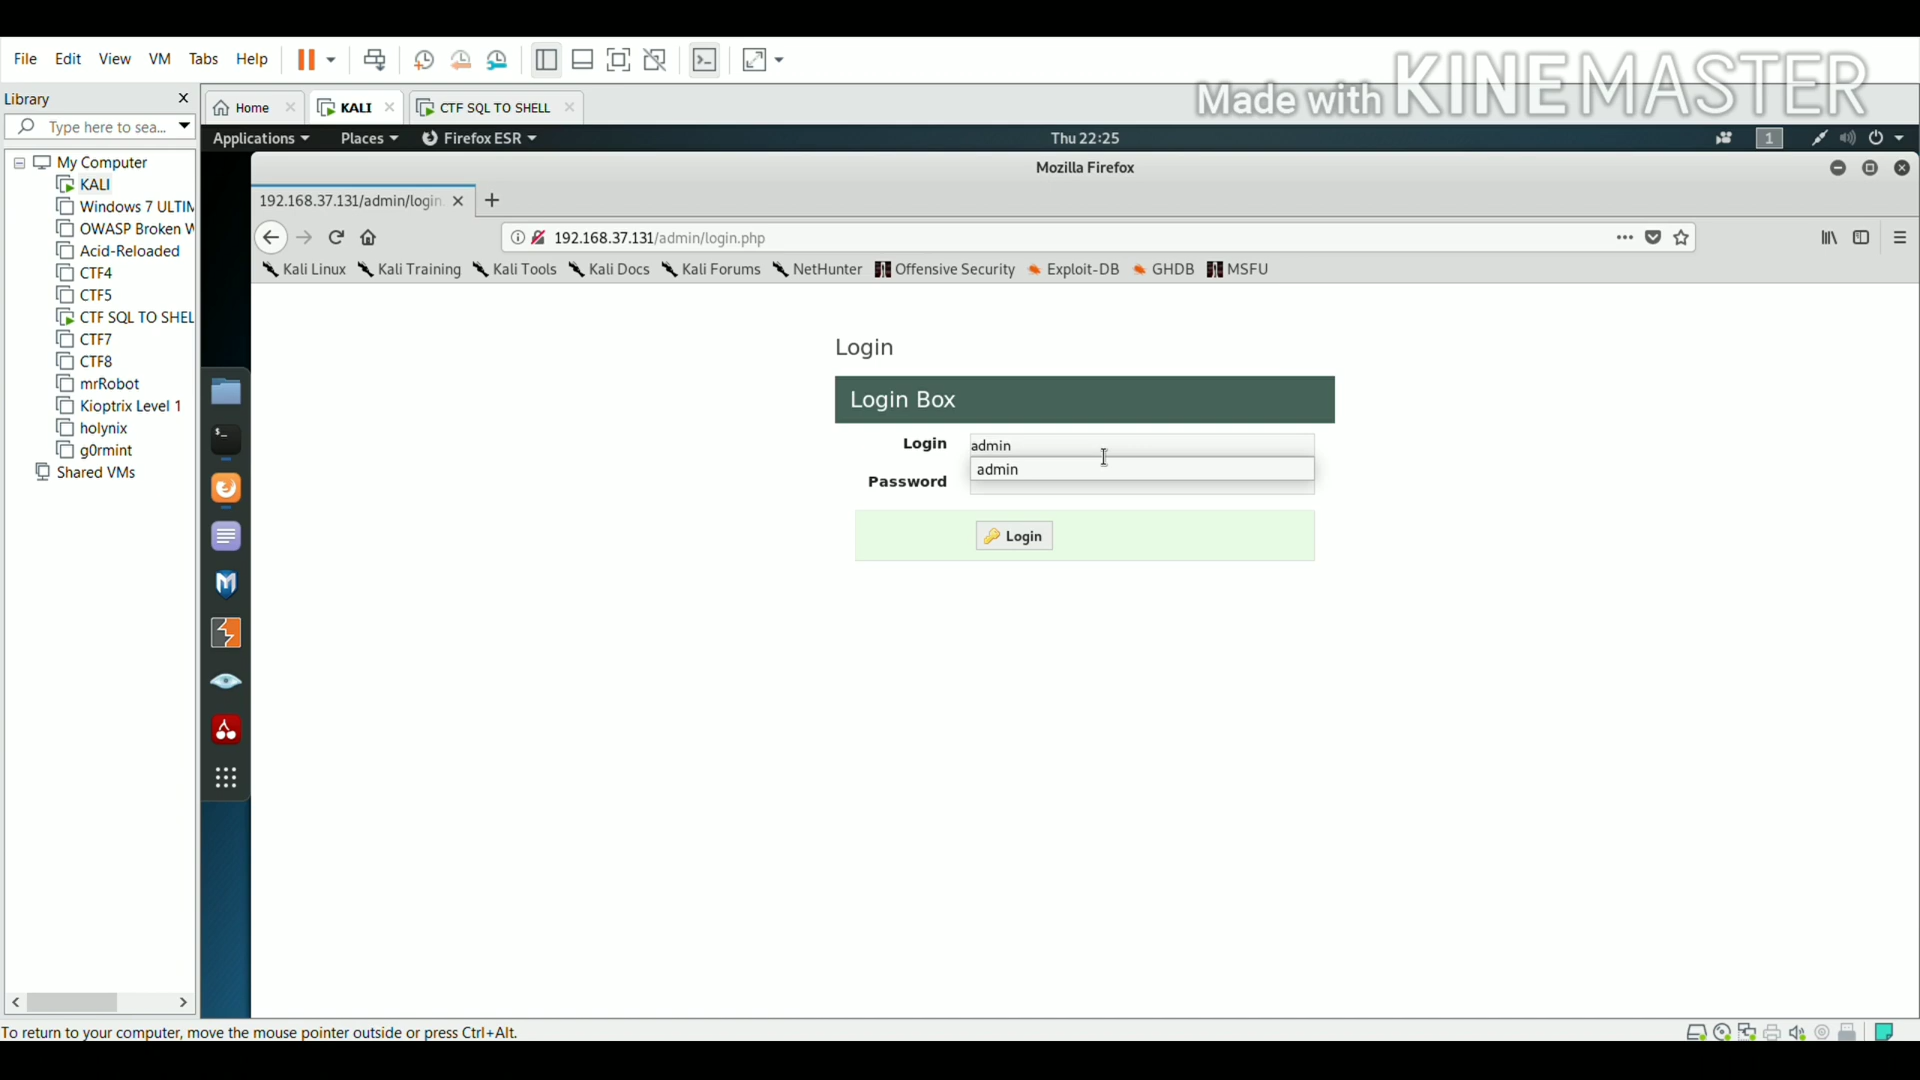 File Edit View VM Tabs Help
Made with KINEMASTER
Library
Home KALI CTF SQL TO SHELL
Type here to sea...
Applications Places Firefox ESR Thu 22:25 1
My Computer
KALI
Windows 7 ULTIM
OWASP Broken W
Acid-Reloaded
CTF4
CTF5
CTF SQL TO SHEL
CTF7
CTF8
mrRobot
Kioptrix Level 1
holynix
g0rmint
Shared VMs
Mozilla Firefox
192.168.37.131/admin/login
192.168.37.131/admin/login.php
Kali Linux Kali Training Kali Tools Kali Docs Kali Forums NetHunter Offensive Security Exploit-DB GHDB MSFU
Login
Login Box
Login admin
admin
Password
Login
To return to your computer, move the mouse pointer outside or press Ctrl+Alt.